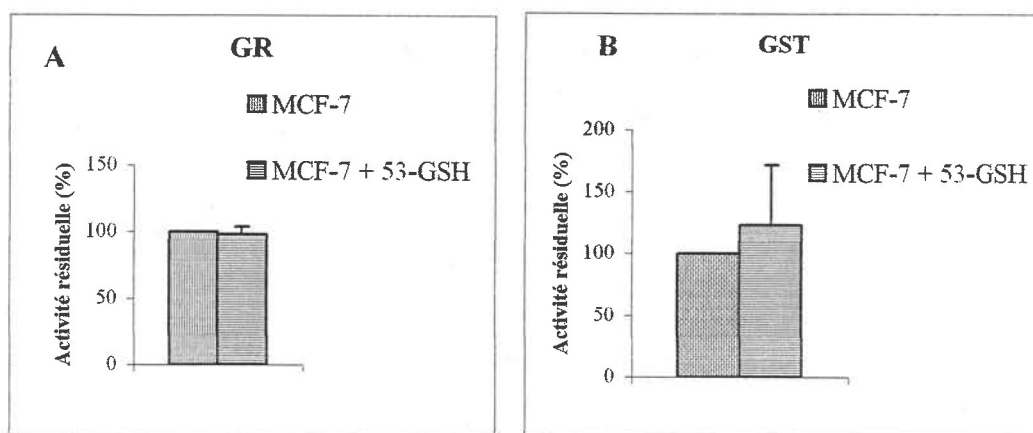 A
GR
MCF-7
MCF-7 + 53-GSH
Activité résiduelle (%)
150
100
50
0
B
GST
MCF-7
MCF-7 + 53-GSH
Activité résiduelle (%)
200
150
100
50
0